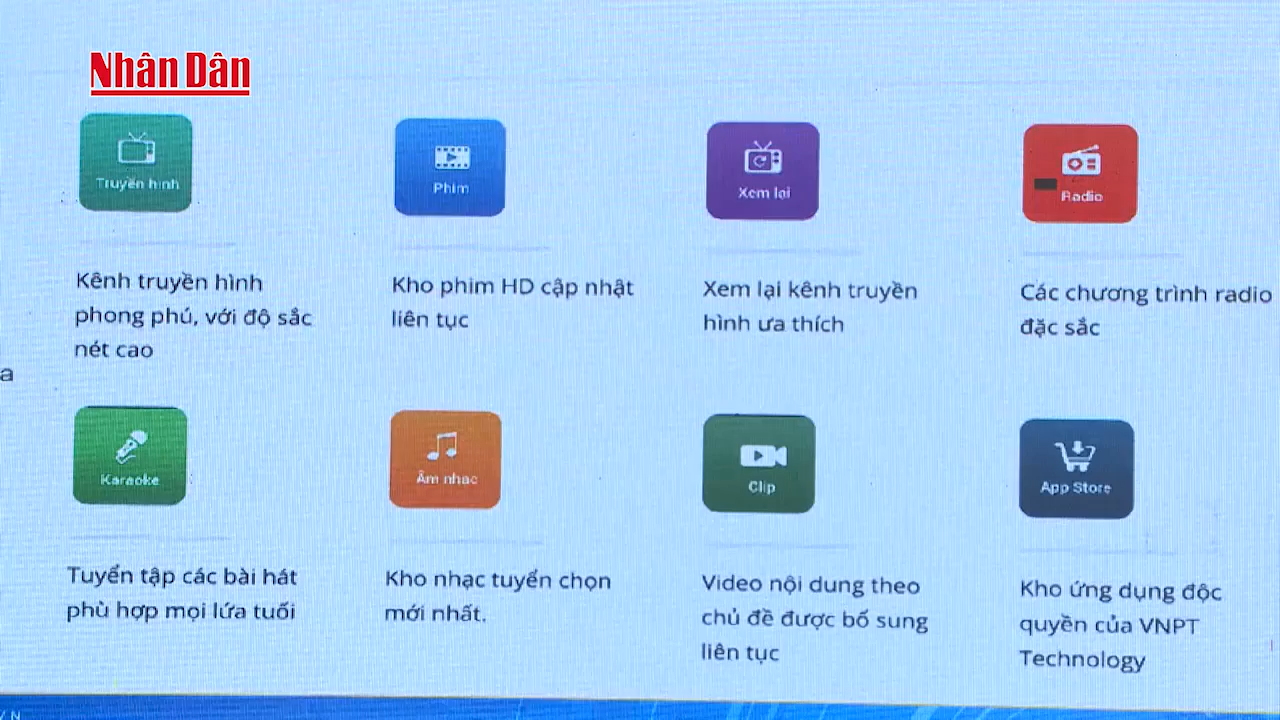 Nhân Dân
Truyền hình
Phim
Xem lại
Radio
Kênh truyền hình
phong phú, với độ sắc
nét cao
Kho phim HD cập nhật
liên tục
Xem lại kênh truyền
hình ưa thích
Các chương trình radio
đặc sắc
a
Karaoke
Âm nhạc
Clip
App Store
Tuyển tập các bài hát
phù hợp mọi lứa tuổi
Kho nhạc tuyển chọn
mới nhất.
Video nội dung theo
chủ đề được bổ sung
liên tục
Kho ứng dụng độc
quyền của VNPT
Technology